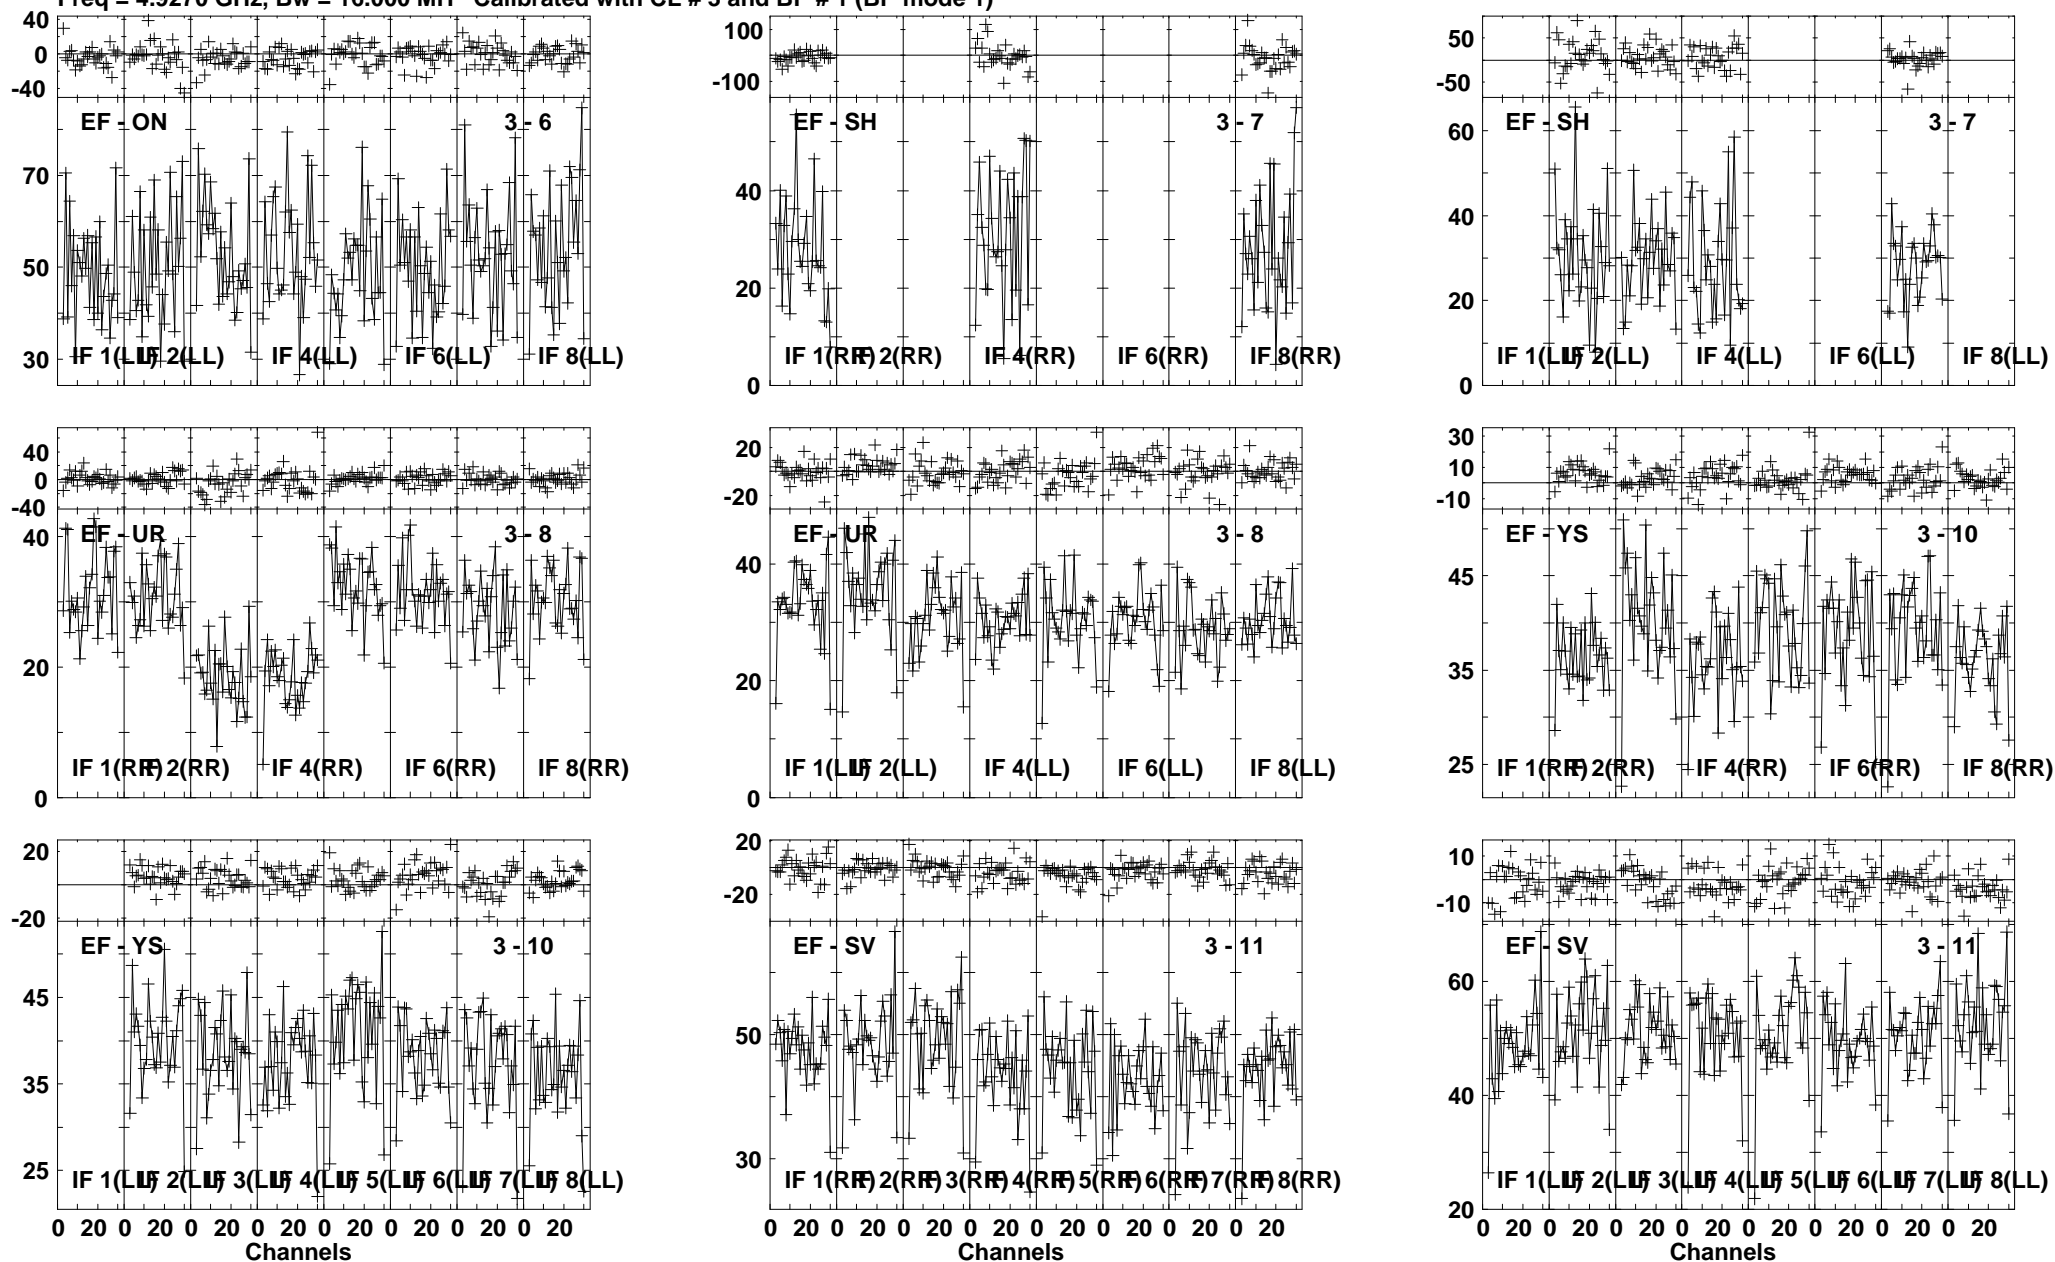 Freq = 4.9270 GHz, Bw = 16.000 MH Calibrated with CL # 3 and BP # 1 (BP mode 1)
40
0
-40
EF - ON 3 - 6
70
50
30
IF 1(LL) IF 2(LL) IF 4(LL) IF 6(LL) IF 8(LL)
100
-100
EF - SH 3 - 7
40
20
0
IF 1(RR) IF 2(RR) IF 4(RR) IF 6(RR) IF 8(RR)
50
-50
EF - SH 3 - 7
60
40
20
0
IF 1(LL) IF 2(LL) IF 4(LL) IF 6(LL) IF 8(LL)
40
0
-40
EF - UR 3 - 8
40
20
0
IF 1(RR) IF 2(RR) IF 4(RR) IF 6(RR) IF 8(RR)
20
-20
EF - UR 3 - 8
40
20
0
IF 1(LL) IF 2(LL) IF 4(LL) IF 6(LL) IF 8(LL)
30
10
-10
EF - YS 3 - 10
45
35
25
IF 1(RR) IF 2(RR) IF 4(RR) IF 6(RR) IF 8(RR)
20
-20
EF - YS 3 - 10
45
35
25
IF 1(LL) IF 2(LL) IF 3(LL) IF 4(LL) IF 5(LL) IF 6(LL) IF 7(LL) IF 8(LL)
0 20 0 20 0 20 0 20 0 20 0 20 0 20 0 20
Channels
20
-20
EF - SV 3 - 11
50
30
IF 1(RR) IF 2(RR) IF 3(RR) IF 4(RR) IF 5(RR) IF 6(RR) IF 7(RR) IF 8(RR)
0 20 0 20 0 20 0 20 0 20 0 20 0 20 0 20
Channels
10
-10
EF - SV 3 - 11
60
40
20
IF 1(LL) IF 2(LL) IF 3(LL) IF 4(LL) IF 5(LL) IF 6(LL) IF 7(LL) IF 8(LL)
0 20 0 20 0 20 0 20 0 20 0 20 0 20 0 20
Channels